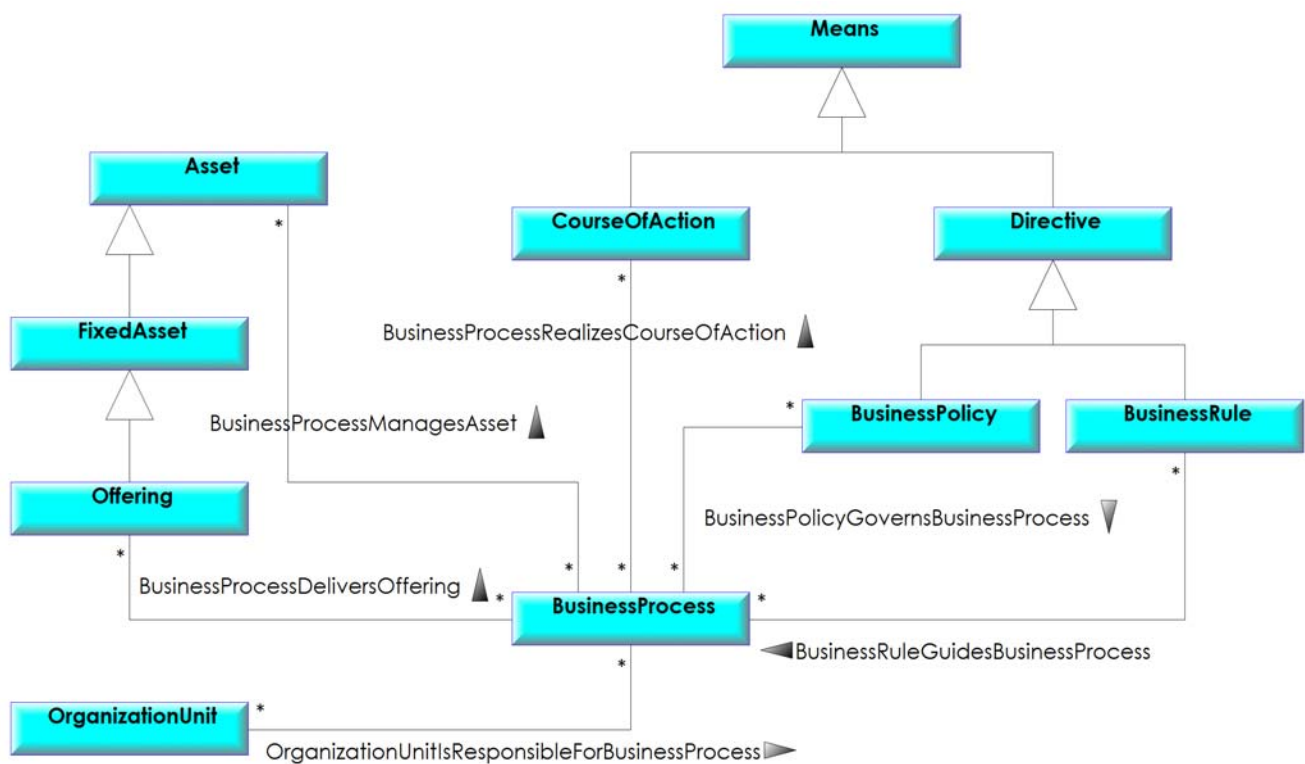 Means
Asset
*
CourseOfAction
Directive
*
BusinessProcessRealizesCourseOfAction
FixedAsset
*
BusinessPolicy
BusinessRule
BusinessProcessManagesAsset
*
Offering
BusinessPolicyGovernsBusinessProcess
*
BusinessProcessDeliversOffering
*
*
*
*
*
BusinessProcess
BusinessRuleGuidesBusinessProcess
*
*
OrganizationUnit
OrganizationUnitIsResponsibleForBusinessProcess